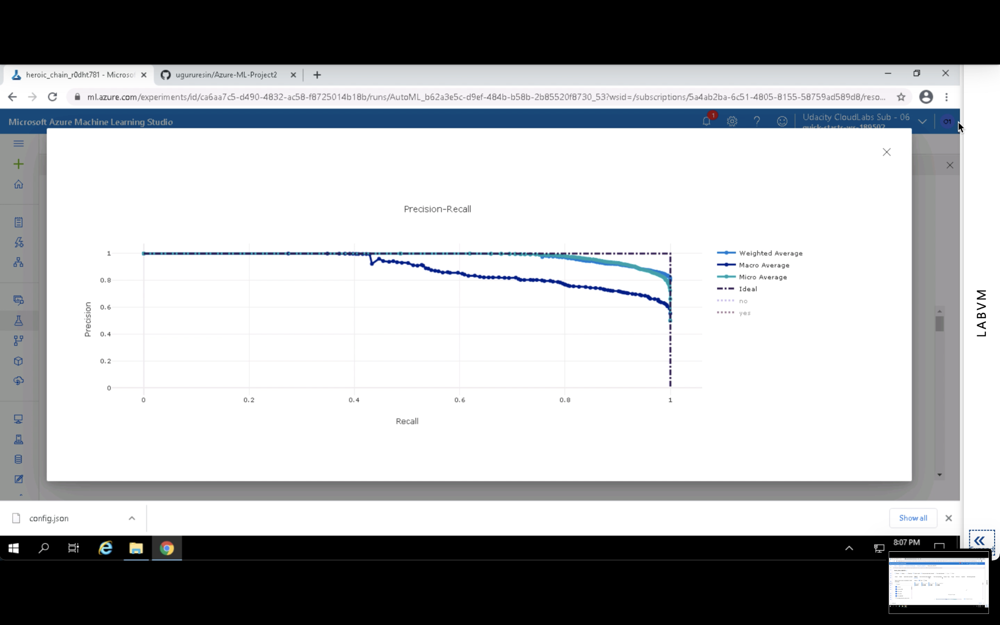 heroic_chain_r0dht781 - Microsof
ugururesin/Azure-ML-Project2
ml.azure.com/experiments/id/ca6aa7c5-d490-4832-ac58-f8725014b18b/runs/AutoML_b62a3e5c-d9ef-484b-b58b-2b85520f8730_53?wsid=/subscriptions/5a4ab2ba-6c51-4805-8155-58759ad589d8/reso...
Microsoft Azure Machine Learning Studio
1
?
Udacity CloudLabs Sub - 06
quick-starts-ws-189502
O1
Precision-Recall
Precision
1
0.8
0.6
0.4
0.2
0
0
0.2
0.4
0.6
0.8
1
Recall
Weighted Average
Macro Average
Micro Average
Ideal
no
yes
LABVM
config.json
Show all
8:07 PM